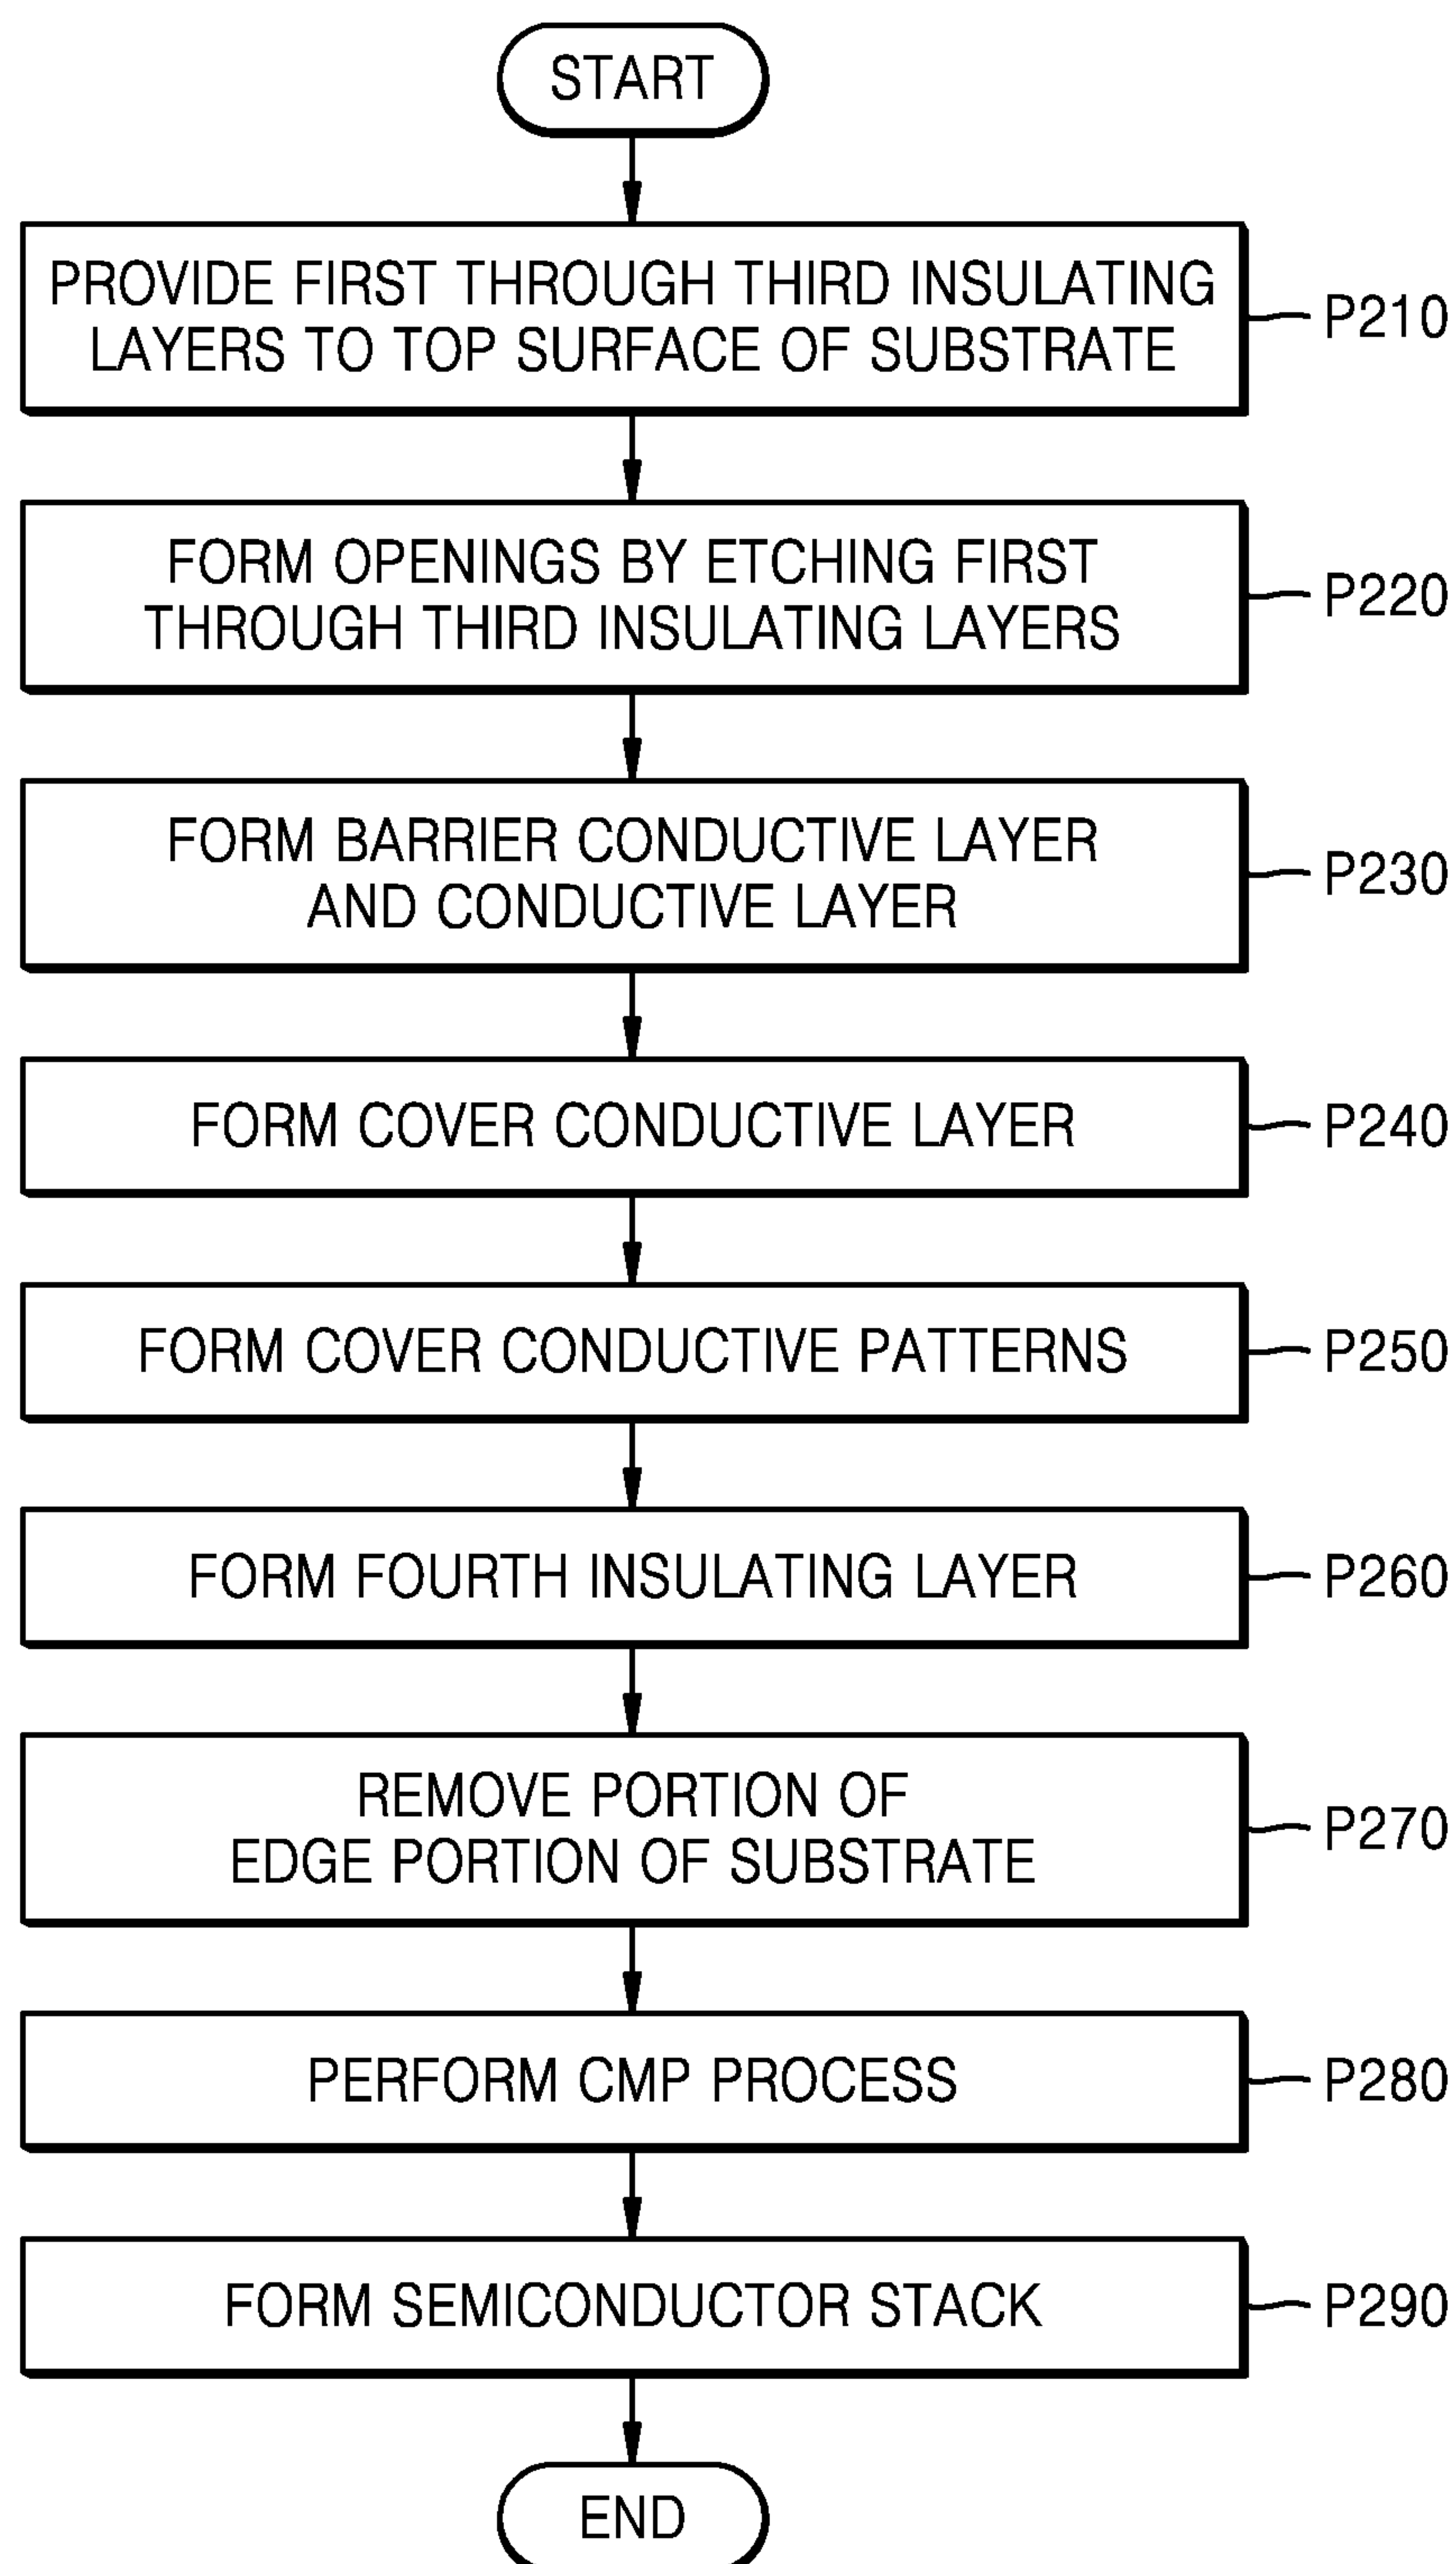 START
PROVIDE FIRST THROUGH THIRD INSULATING
LAYERS TO TOP SURFACE OF SUBSTRATE
P210
FORM OPENINGS BY ETCHING FIRST
THROUGH THIRD INSULATING LAYERS
P220
FORM BARRIER CONDUCTIVE LAYER
AND CONDUCTIVE LAYER
P230
FORM COVER CONDUCTIVE LAYER
P240
FORM COVER CONDUCTIVE PATTERNS
P250
FORM FOURTH INSULATING LAYER
P260
REMOVE PORTION OF
EDGE PORTION OF SUBSTRATE
P270
PERFORM CMP PROCESS
P280
FORM SEMICONDUCTOR STACK
P290
END